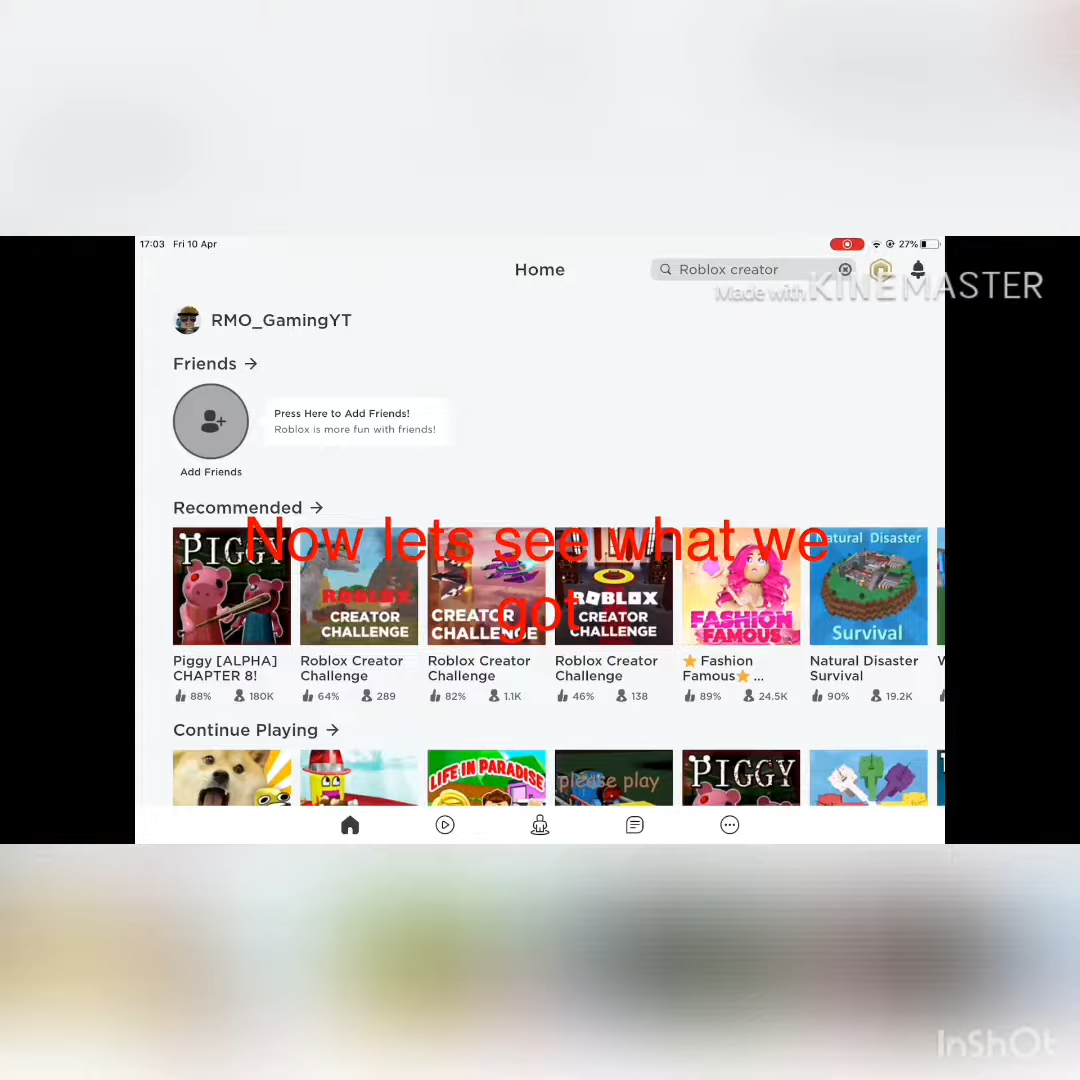 17:03 Fri 10 Apr
27%
Home
Roblox creator
Made with KINEMASTER
RMO_GamingYT
Friends →
Press Here to Add Friends!
Roblox is more fun with friends!
Add Friends
Recommended →
Now lets see what we
got
PIGGY
ROBLOX
CREATOR
CHALLENGE
CREATOR
CHALLENGE
ROBLOX
CREATOR
CHALLENGE
FASHION
FAMOUS
Natural Disaster
Survival
Piggy [ALPHA]
CHAPTER 8!
88% 180K
Roblox Creator
Challenge
64% 289
Roblox Creator
Challenge
82% 1.1K
Roblox Creator
Challenge
46% 138
⭐ Fashion
Famous⭐ ...
89% 24.5K
Natural Disaster
Survival
90% 19.2K
Continue Playing →
LIFE IN PARADISE
please play
PIGGY
InShOt